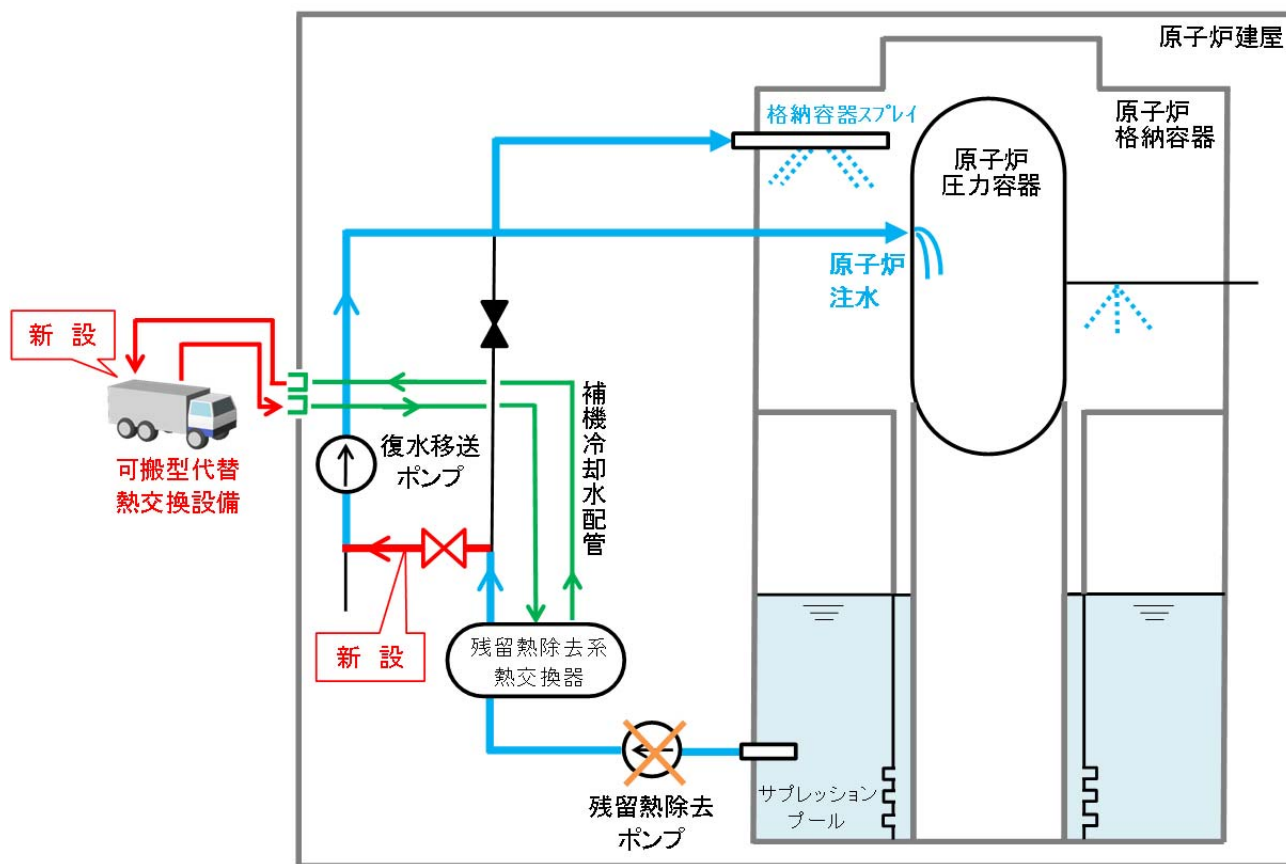 原子炉建屋
格納容器スプレイ
原子炉
格納容器
原子炉
圧力容器
原子炉
注水
新 設
可搬型代替
熱交換設備
復水移送
ポンプ
補機冷却水配管
新 設
残留熱除去系
熱交換器
残留熱除去
ポンプ
サプレッション
プール